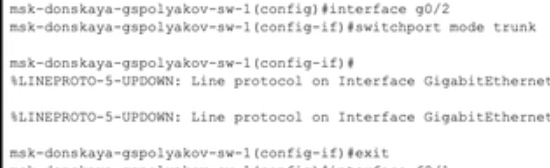 msk-donskaya-gspolyakov-sw-1(config)#interface g0/2
msk-donskaya-gspolyakov-sw-1(config-if)#switchport mode trunk
msk-donskaya-gspolyakov-sw-1(config-if)#
%LINEPROTO-5-UPDOWN: Line protocol on Interface GigabitEthernet
%LINEPROTO-5-UPDOWN: Line protocol on Interface GigabitEthernet
msk-donskaya-gspolyakov-sw-1(config-if)#exit